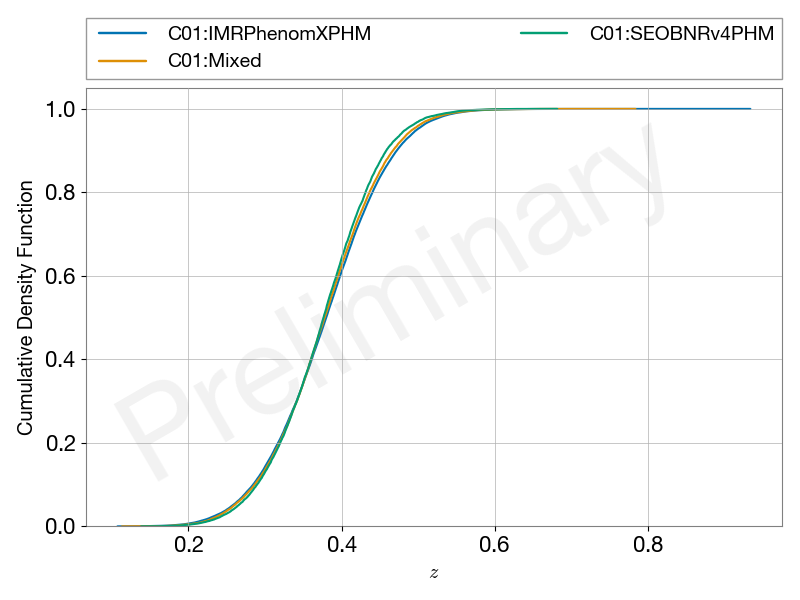 C01:IMRPhenomXPHM
C01:Mixed
C01:SEOBNRv4PHM
1.0
0.8
0.6
0.4
0.2
0.0
Cumulative Density Function
Preliminary
0.2
0.4
0.6
0.8
z